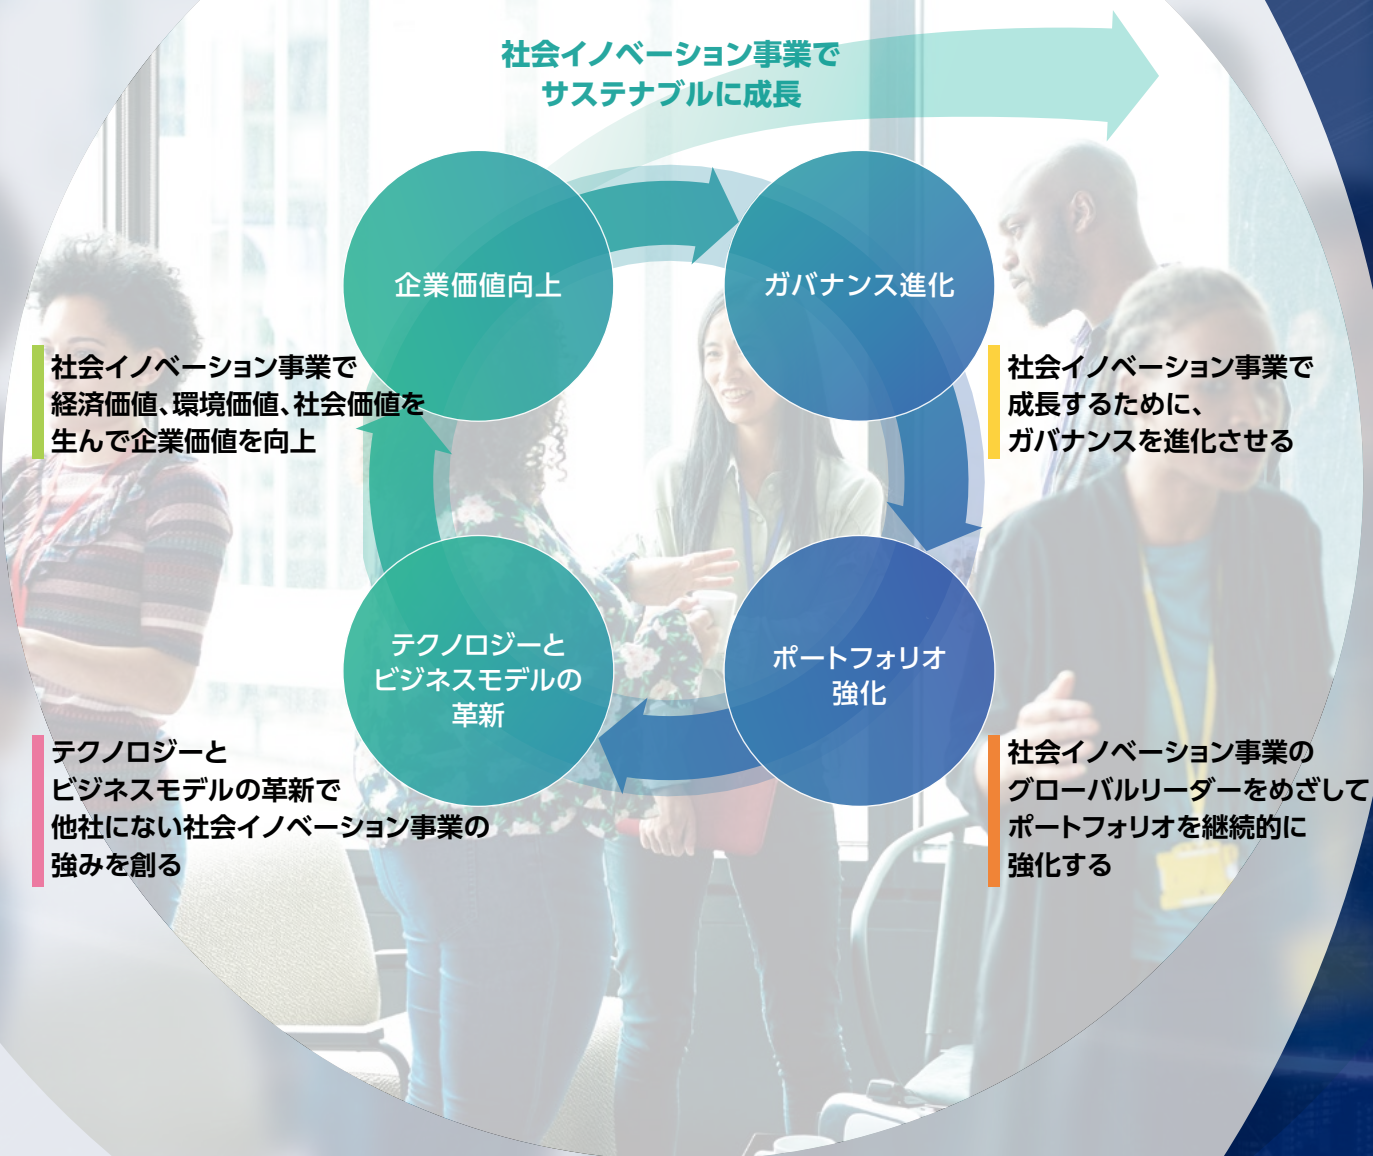 社会イノベーション事業で
サステナブルに成長
企業価値向上
ガバナンス進化
社会イノベーション事業で
経済価値、環境価値、社会価値を
生んで企業価値を向上
社会イノベーション事業で
成長するために、
ガバナンスを進化させる
テクノロジーと
ビジネスモデルの
革新
ポートフォリオ
強化
テクノロジーと
ビジネスモデルの革新で
他社にない社会イノベーション事業の
強みを創る
社会イノベーション事業の
グローバルリーダーをめざして
ポートフォリオを継続的に
強化する